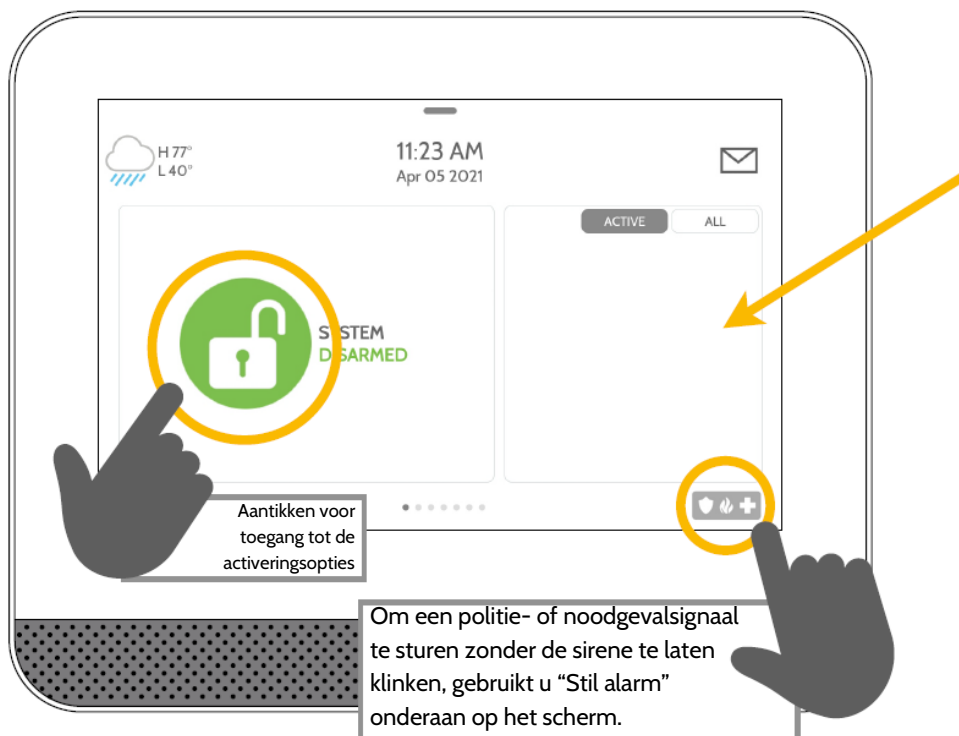 H 77°
L 40°
11:23 AM
Apr 05 2021
ACTIVE
ALL
SYSTEM
DISARMED
Aantikken voor
toegang tot de
activeringsopties
Om een politie- of noodgevalsignaal
te sturen zonder de sirene te laten
klinken, gebruikt u “Stil alarm”
onderaan op het scherm.